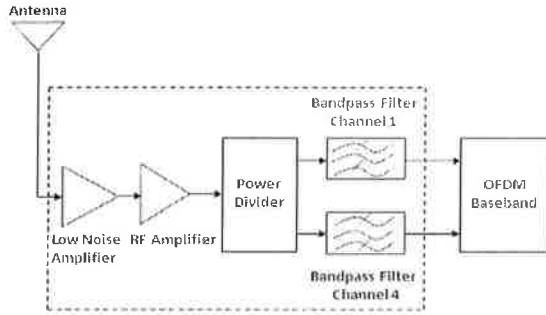 Antenna
Bandpass Filter
Channel 1
Power
Divider
OFDM
Baseband
Low Noise
Amplifier
RF Amplifier
Bandpass Filter
Channel 4